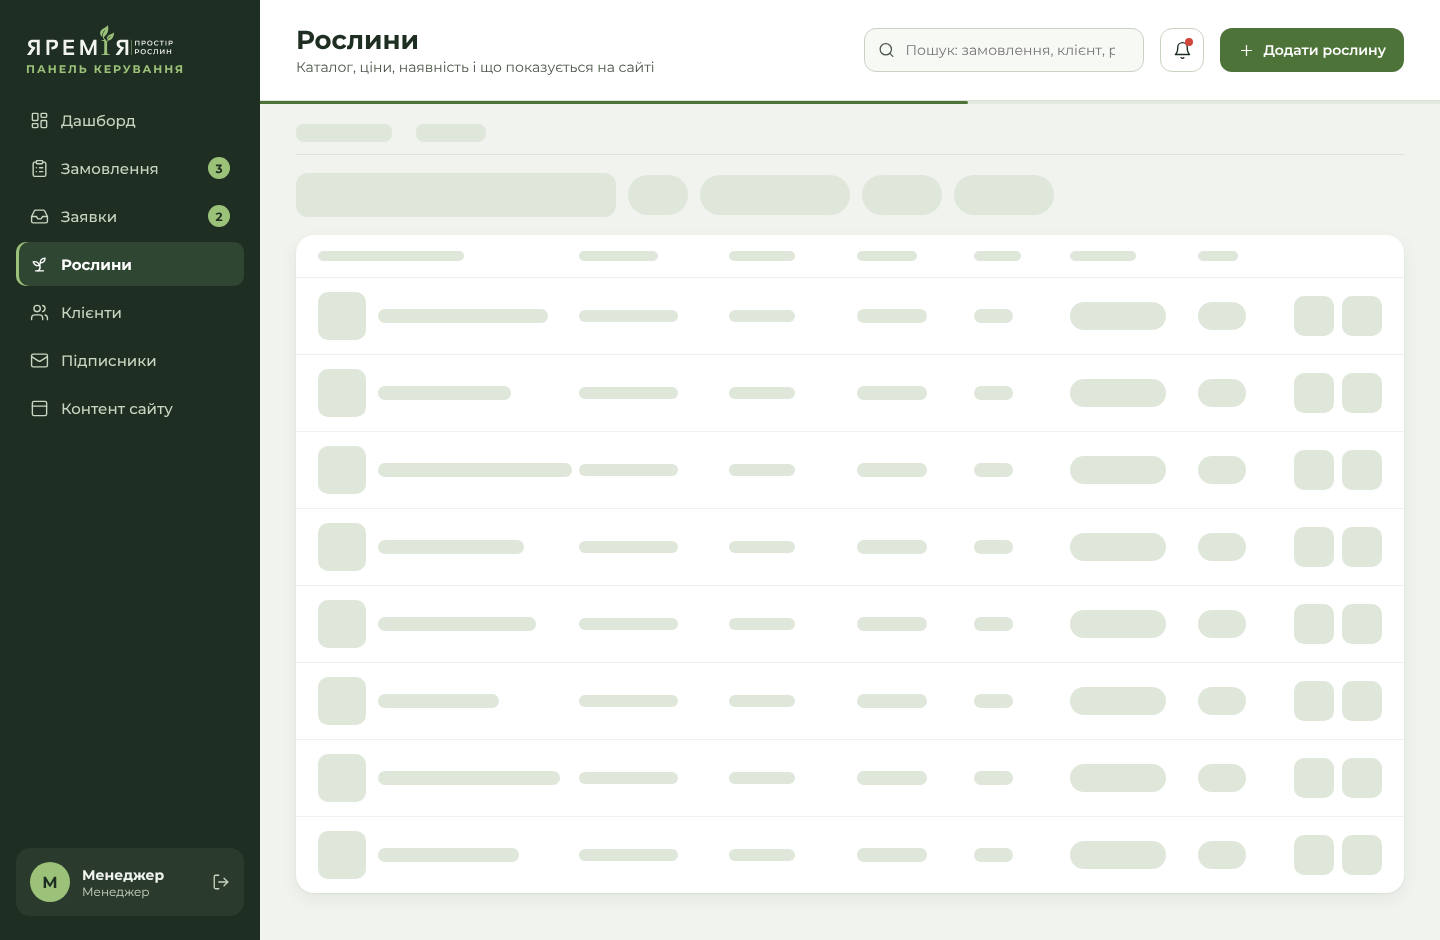 ЯРЕМІЯ ПРОСТІР РОСЛИН
ПАНЕЛЬ КЕРУВАННЯ
Дашборд
Замовлення 3
Заявки 2
Рослини
Клієнти
Підписники
Контент сайту
М
Менеджер
Менеджер
Рослини
Каталог, ціни, наявність і що показується на сайті
Пошук: замовлення, клієнт, р
Додати рослину